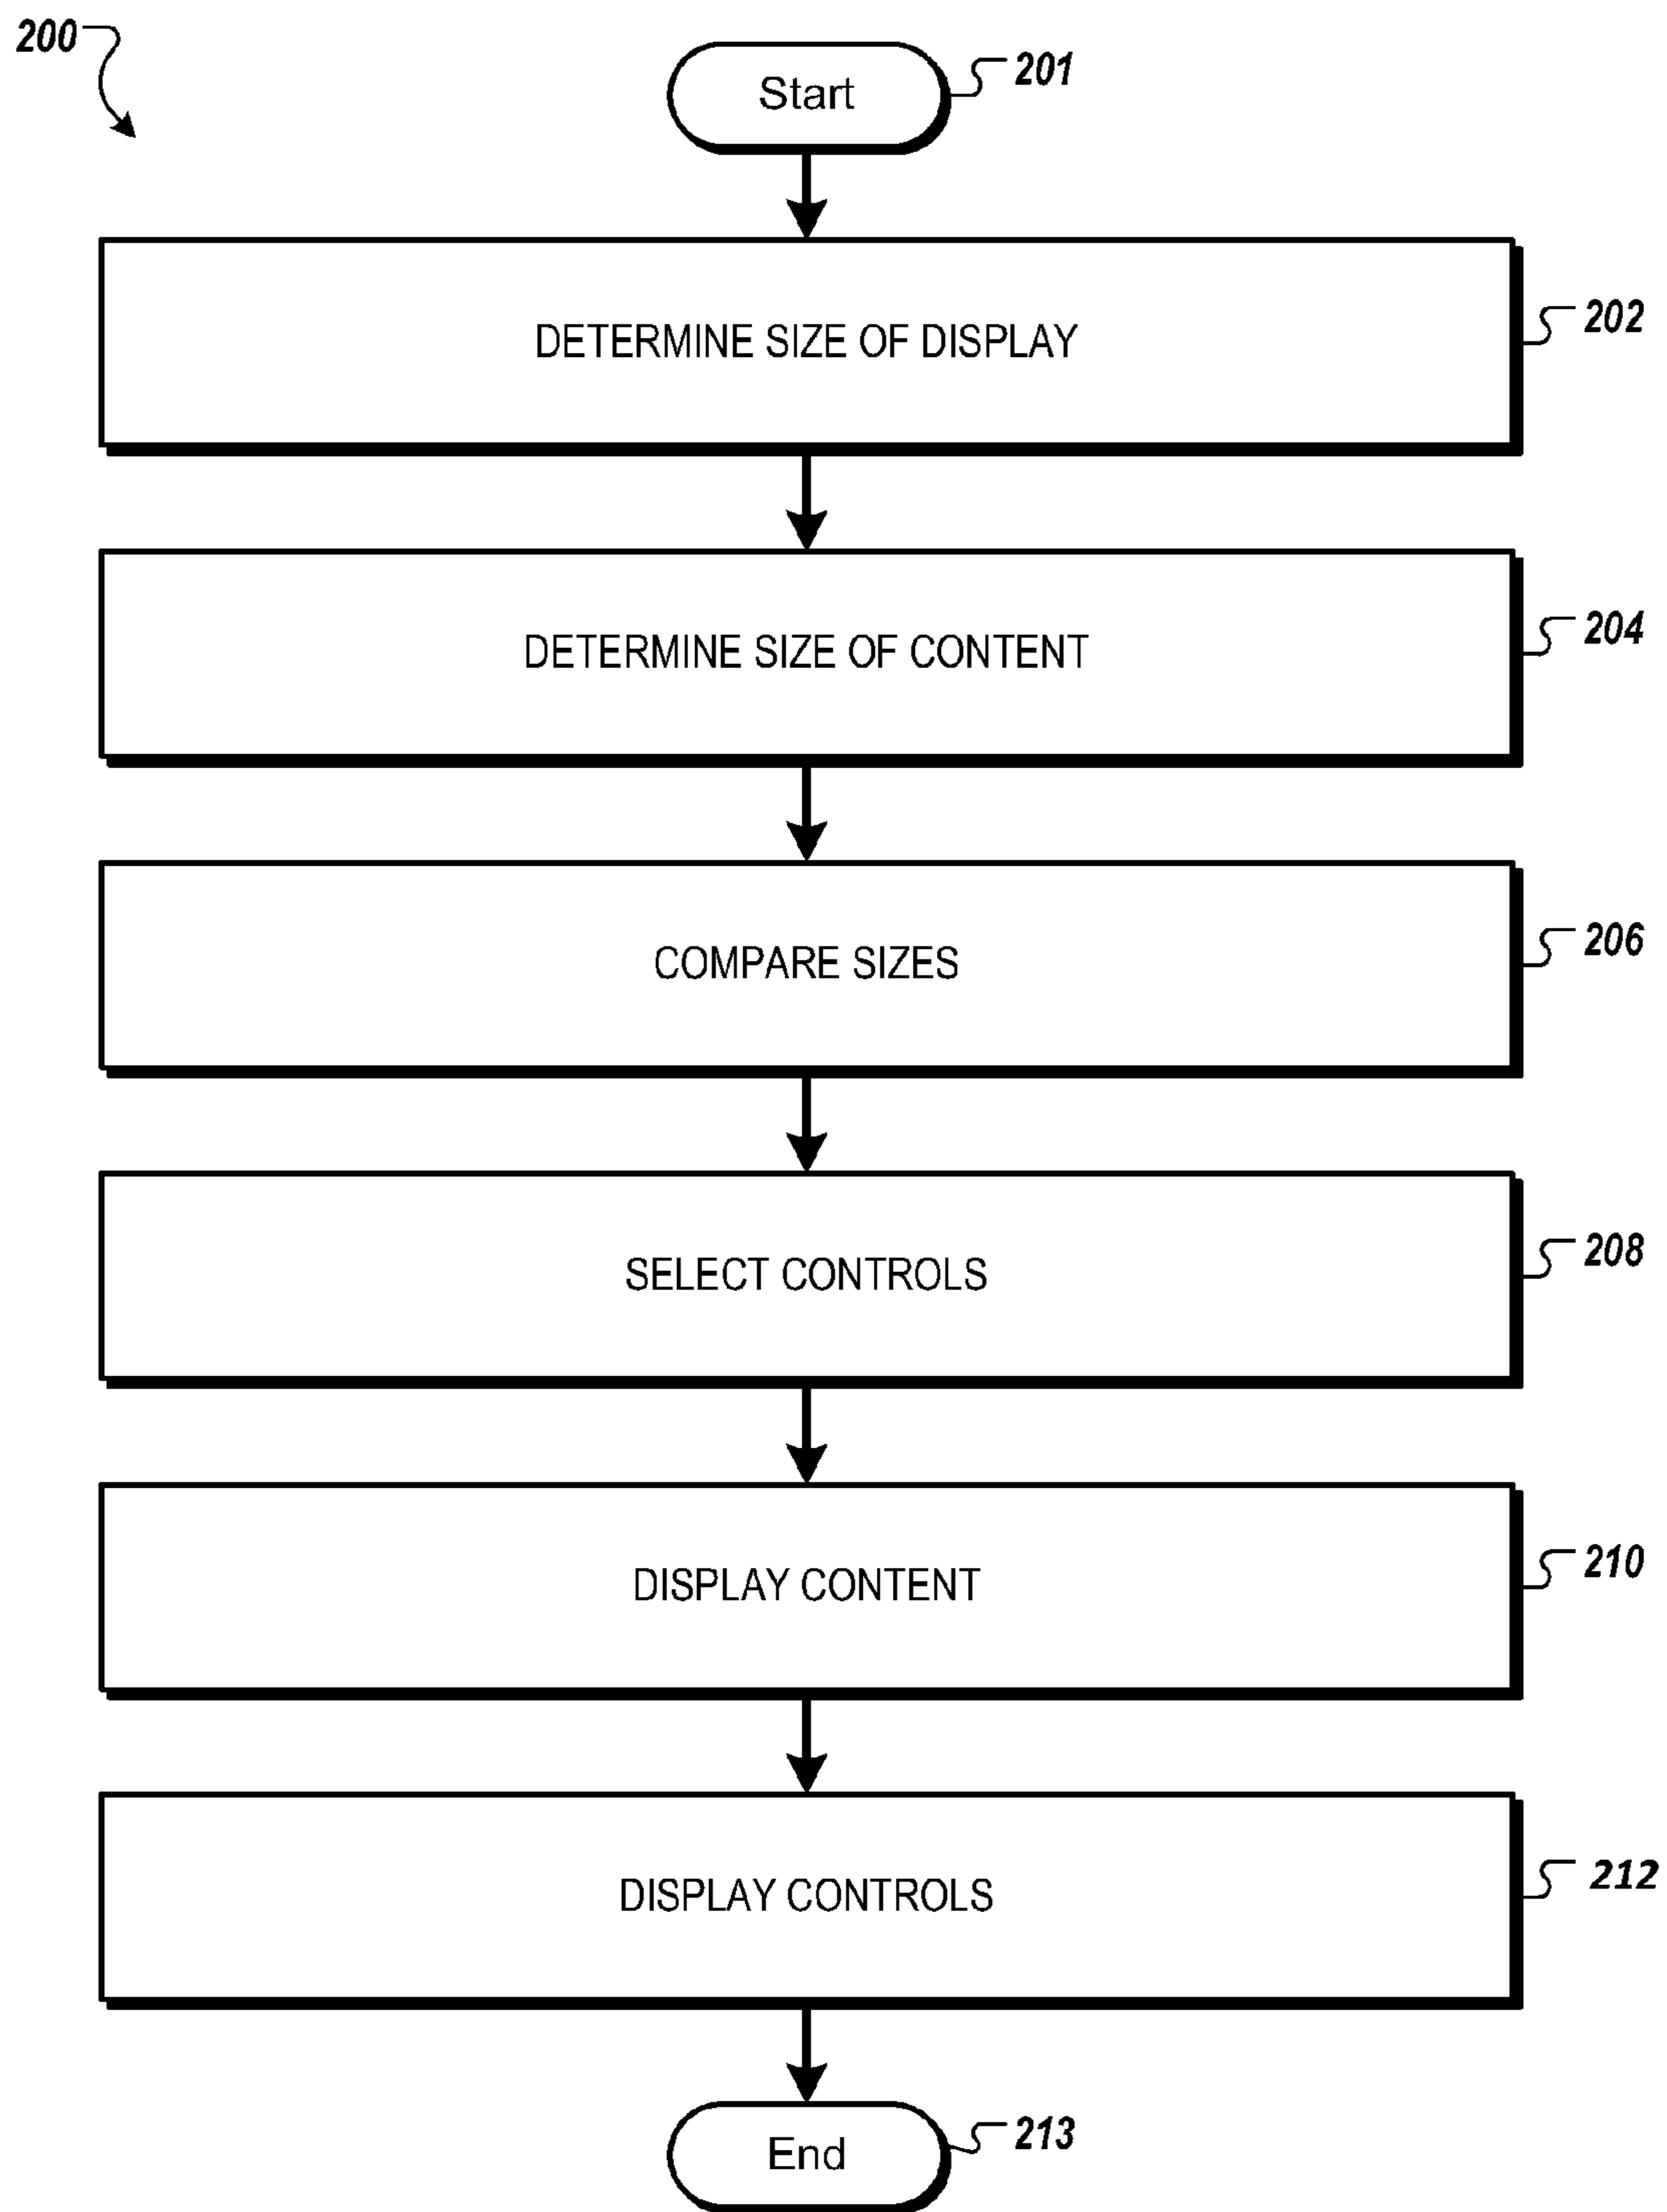 200
Start
201
DETERMINE SIZE OF DISPLAY
202
DETERMINE SIZE OF CONTENT
204
COMPARE SIZES
206
SELECT CONTROLS
208
DISPLAY CONTENT
210
DISPLAY CONTROLS
212
End
213